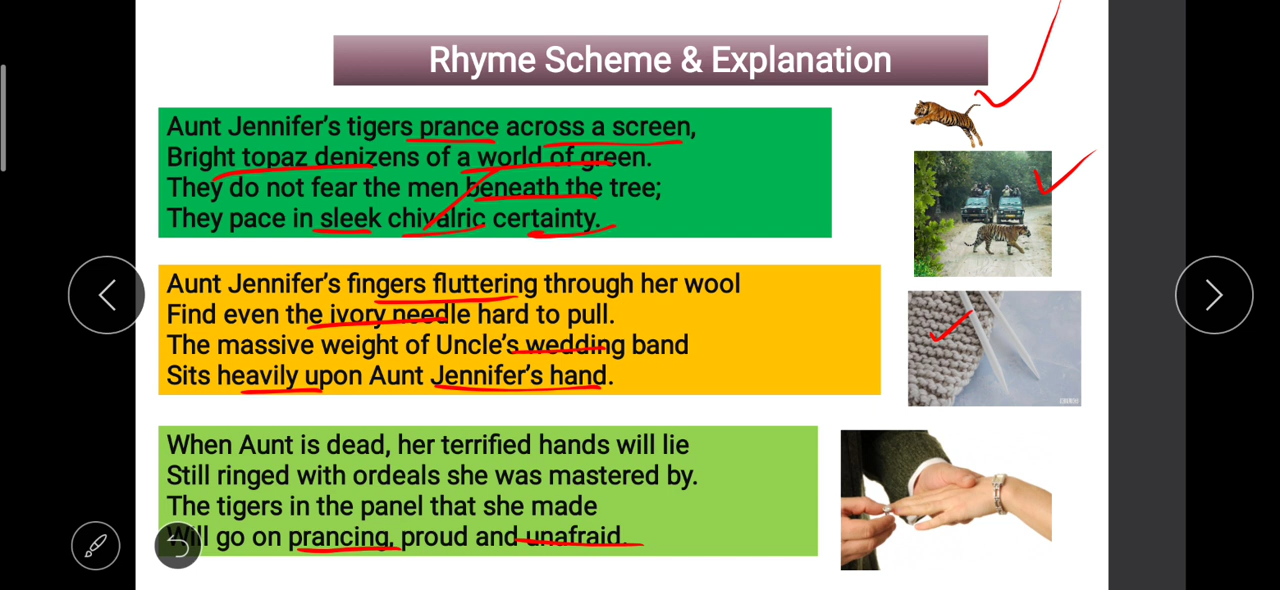 Rhyme Scheme & Explanation
Aunt Jennifer's tigers prance across a screen,
Bright topaz denizens of a world of green.
They do not fear the men beneath the tree;
They pace in sleek chivalric certainty.
Aunt Jennifer's fingers fluttering through her wool
Find even the ivory needle hard to pull.
The massive weight of Uncle's wedding band
Sits heavily upon Aunt Jennifer's hand.
When Aunt is dead, her terrified hands will lie
Still ringed with ordeals she was mastered by.
The tigers in the panel that she made
Will go on prancing, proud and unafraid.